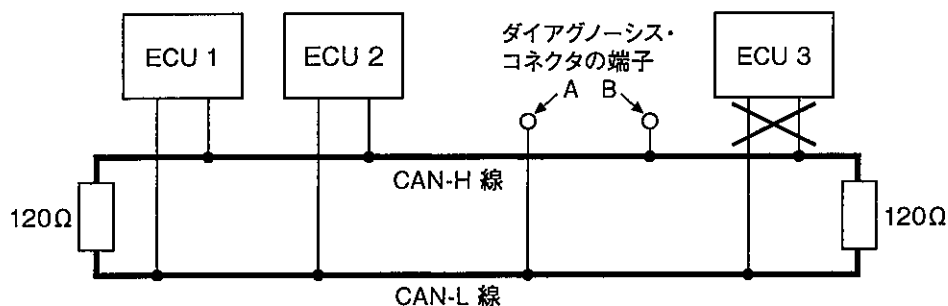 ECU 1
ECU 2
ダイアグノーシス・
コネクタの端子
A B
ECU 3
CAN-H 線
120Ω
120Ω
CAN-L 線